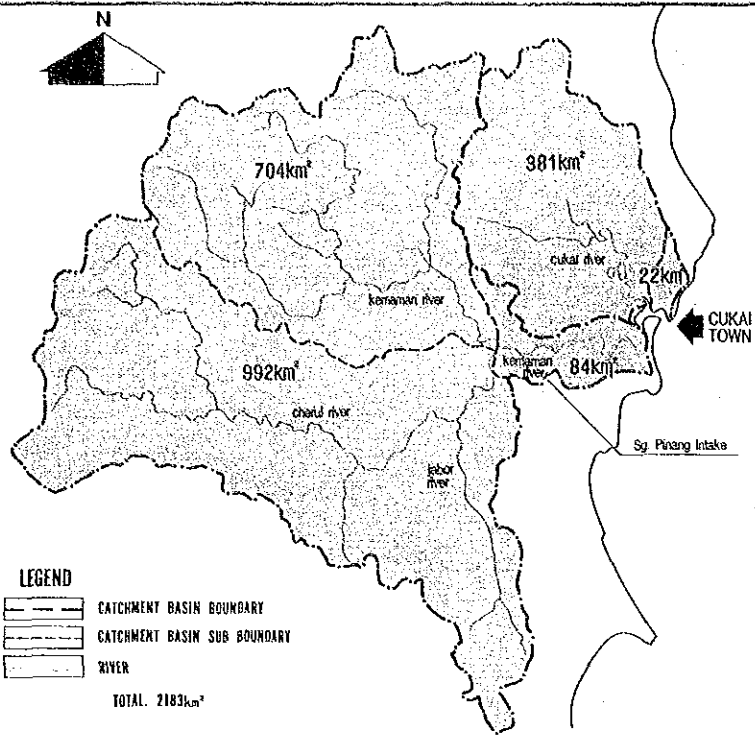 N
704km²
381km²
cukai river
22km²
kemaman river
CUKAI
TOWN
kemaman
river
84km²
992km²
charul river
Sg. Pinang Intake
jabor
river
LEGEND
CATCHMENT BASIN BOUNDARY
CATCHMENT BASIN SUB BOUNDARY
RIVER
TOTAL. 2183km²